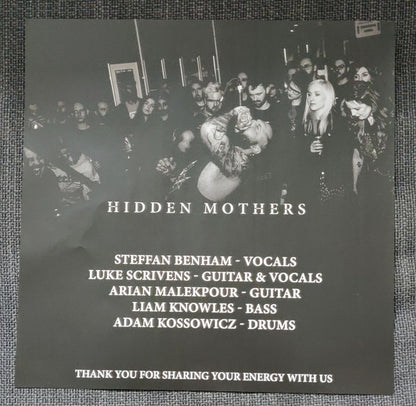 HIDDEN MOTHERS
STEFFAN BENHAM - VOCALS
LUKE SCRIVENS - GUITAR & VOCALS
ARIAN MALEKPOUR - GUITAR
LIAM KNOWLES - BASS
ADAM KOSSOWICZ - DRUMS
THANK YOU FOR SHARING YOUR ENERGY WITH US